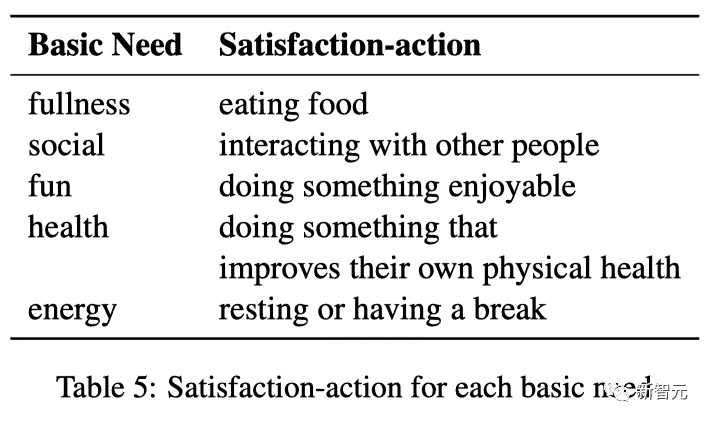 Basic Need Satisfaction-action
fullness eating food
social interacting with other people
fun doing something enjoyable
health doing something that
improves their own physical health
energy resting or having a break
Table 5: Satisfaction-action for each basic need
新智元